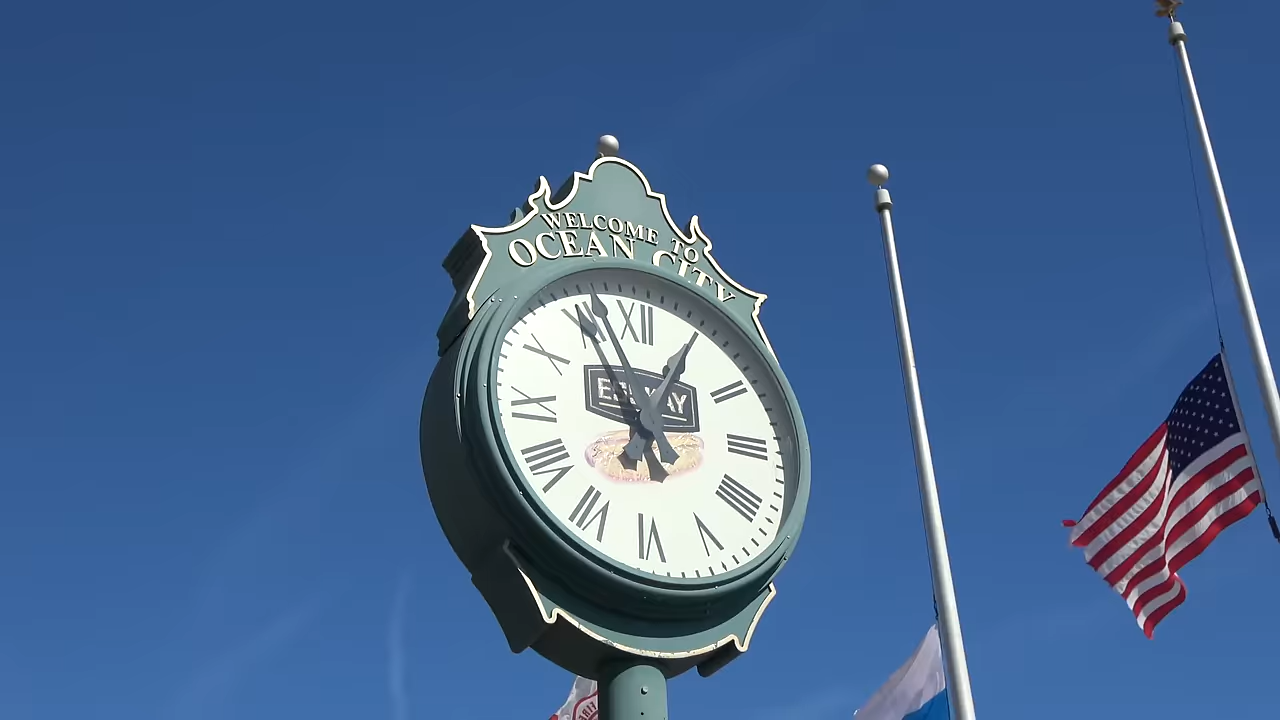 WELCOME TO
OCEAN CITY
XII
XI
I
X
II
IX
III
VIII
IIII
VII
VI
V